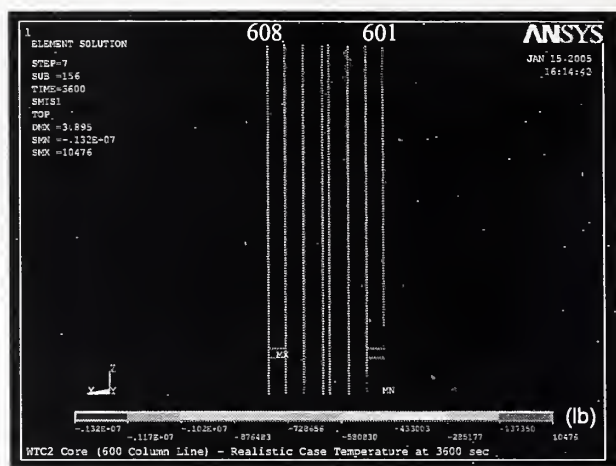 608
601
ANSYS
1
ELEMENT SOLUTION
STEP=7
SUB =156
TIME=3600
SMIS1
TOP
DMX =3.895
SMN =-.132E+07
SMX =10476
JAN 15 2005
16:14:42
MX
MN
Z
X Y
(lb)
-.132E+07 -.117E+07 -.102E+07 -876483 -728656 -580830 -433003 -137350 10476
WTC2 Core (600 Column Line) - Realistic Case Temperature at 3600 sec